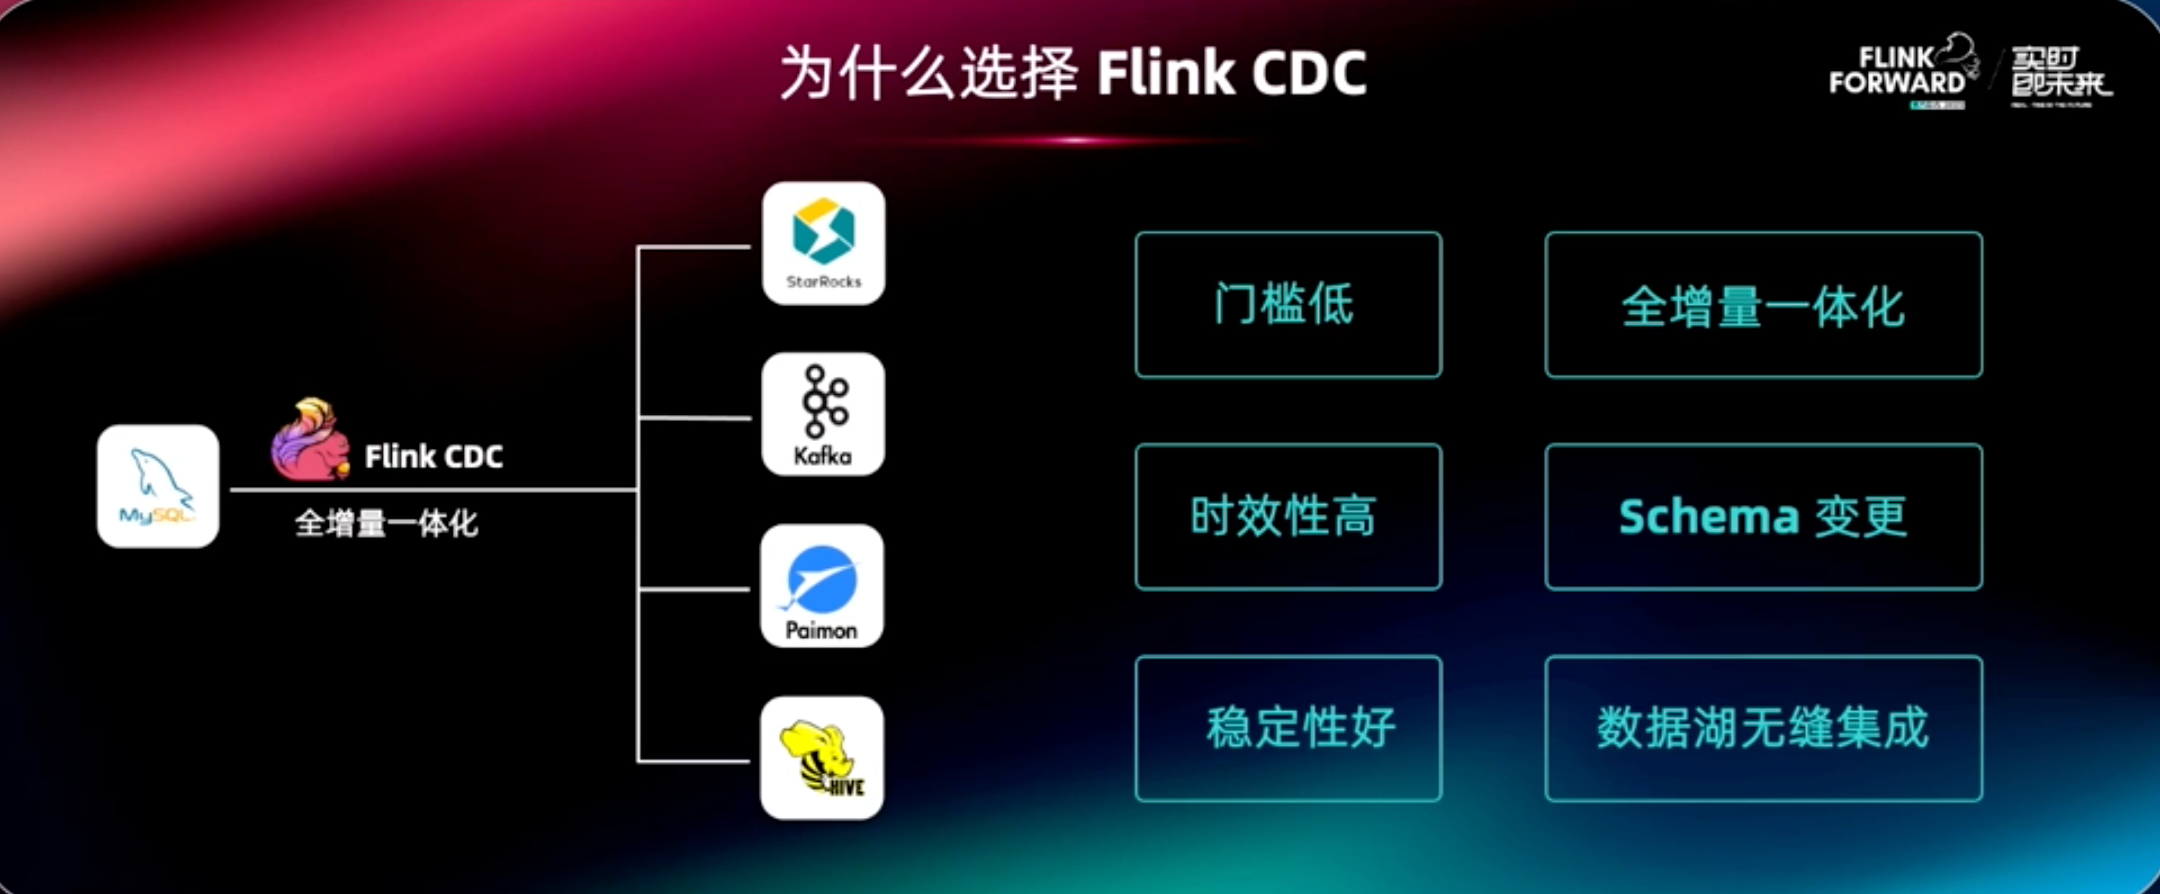 为什么选择 Flink CDC
FLINK
FORWARD
实时
即未来
StarRocks
Kafka
Paimon
HIVE
MySQL
Flink CDC
全增量一体化
门槛低
全增量一体化
时效性高
Schema 变更
稳定性好
数据湖无缝集成